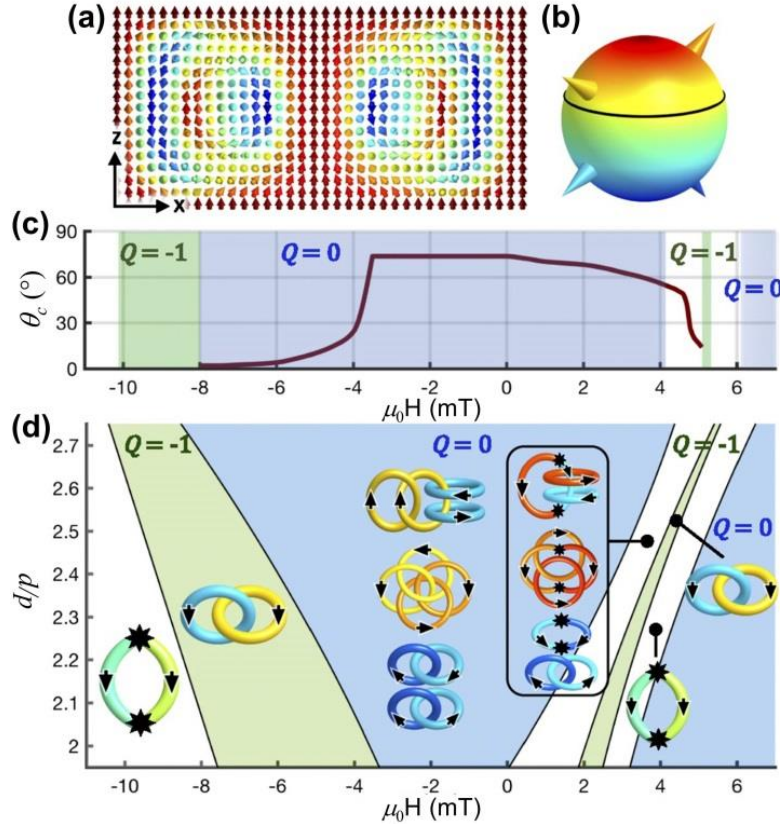 (a)
(b)
z
x
(c)
90
60
30
0
θc (°)
Q = -1
Q = 0
Q = -1
Q = 0
-10
-8
-6
-4
-2
0
2
4
6
μ0H (mT)
(d)
2.7
2.6
2.5
2.4
2.3
2.2
2.1
2
d/p
Q = -1
Q = 0
Q = -1
Q = 0
-10
-8
-6
-4
-2
0
2
4
6
μ0H (mT)